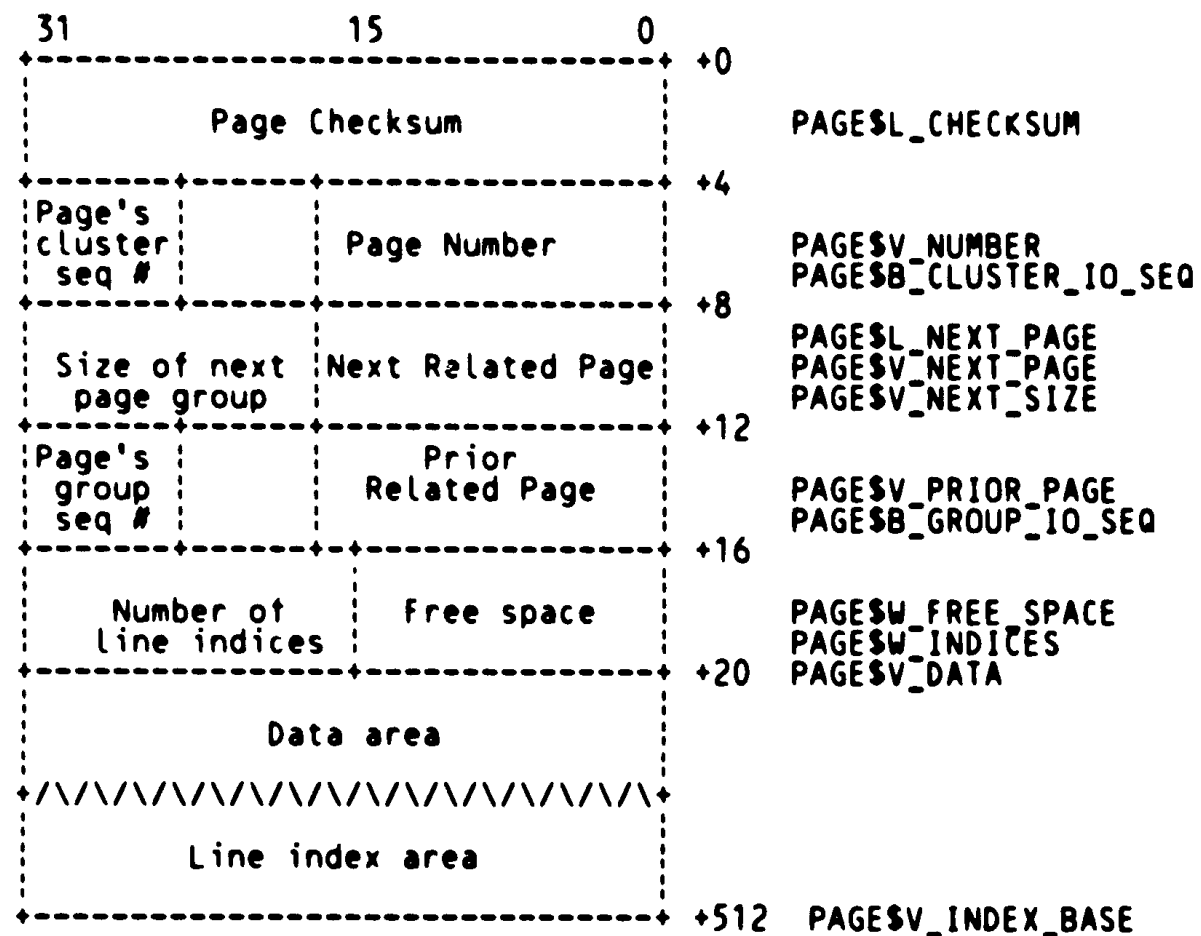 31 15 0
+0
Page Checksum PAGE$L_CHECKSUM
+4
Page's
cluster Page Number PAGE$V_NUMBER
seq # PAGE$B_CLUSTER_IO_SEQ
+8
PAGE$L_NEXT_PAGE
Size of next Next Related Page PAGE$V_NEXT_PAGE
page group PAGE$V_NEXT_SIZE
+12
Page's Prior
group Related Page PAGE$V_PRIOR_PAGE
seq # PAGE$B_GROUP_IO_SEQ
+16
Number of Free space PAGE$W_FREE_SPACE
line indices PAGE$W_INDICES
+20 PAGE$V_DATA
Data area
Line index area
+512 PAGE$V_INDEX_BASE